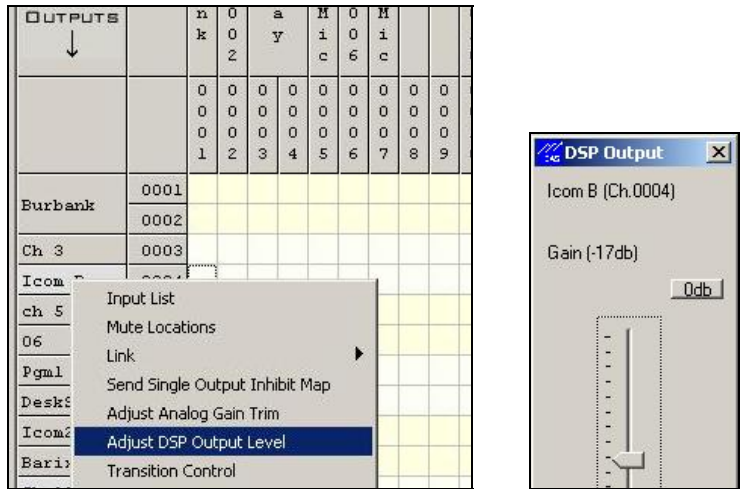 OUTPUTS
↓
n 0 a M 0 M
k 0 y i 0 i
2 c 6 c
0 0 0 0 0 0 0 0 0
0 0 0 0 0 0 0 0 0
0 0 0 0 0 0 0 0 0
1 2 3 4 5 6 7 8 9
Burbank 0001
0002
Ch 3 0003
Icom
ch 5
06
Pgm1
Input List
Mute Locations
Link
Send Single Output Inhibit Map
Adjust Analog Gain Trim
Adjust DSP Output Level
Transition Control
DSP Output
Icom B (Ch.0004)
Gain (-17db)
0db